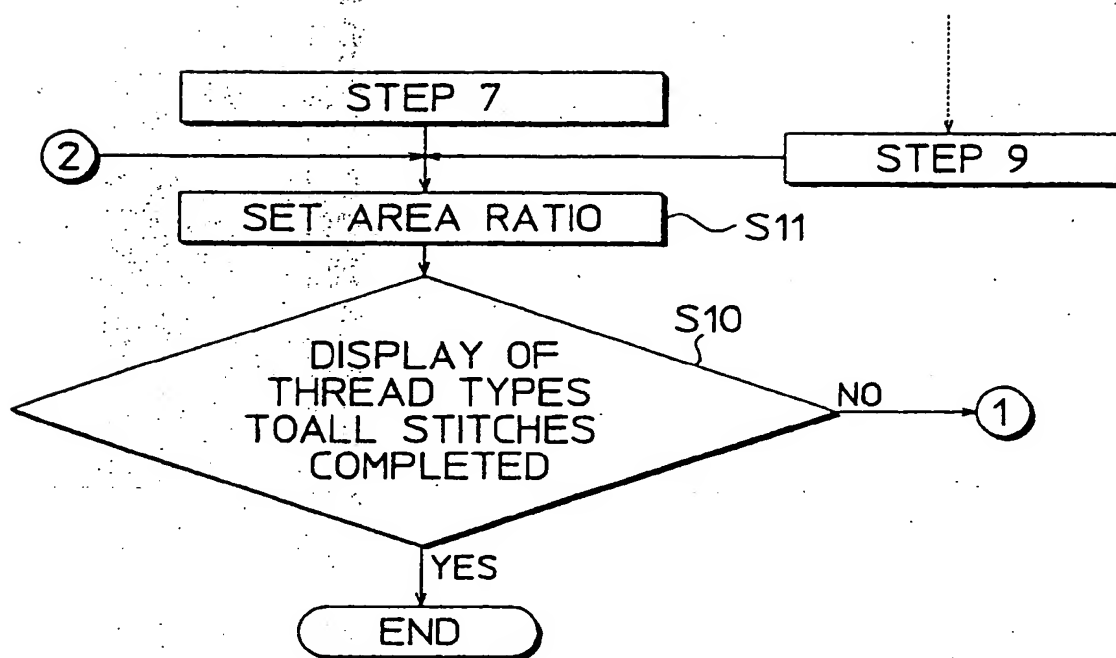 STEP 7
2
STEP 9
SET AREA RATIO
S11
S10
DISPLAY OF
THREAD TYPES
TOALL STITCHES
COMPLETED
NO
1
YES
END